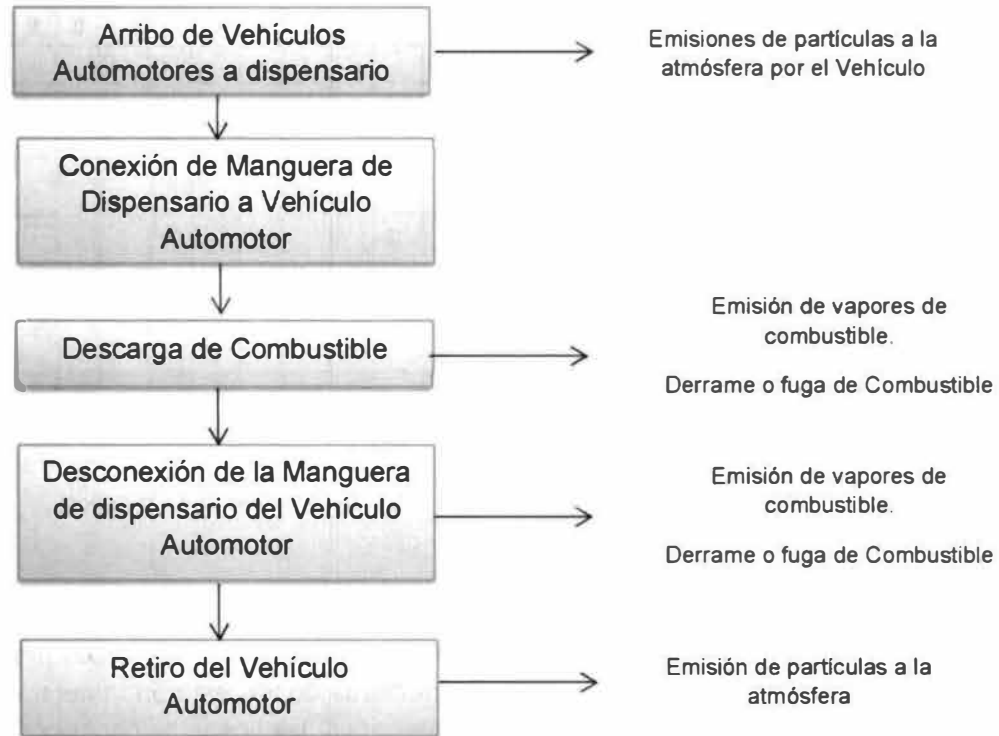 Arribo de Vehículos
Automotores a dispensario
Emisiones de partículas a la
atmósfera por el Vehículo
Conexión de Manguera de
Dispensario a Vehículo
Automotor
Descarga de Combustible
Emisión de vapores de
combustible.
Derrame o fuga de Combustible
Desconexión de la Manguera
de dispensario del Vehículo
Automotor
Emisión de vapores de
combustible.
Derrame o fuga de Combustible
Retiro del Vehículo
Automotor
Emisión de partículas a la
atmósfera